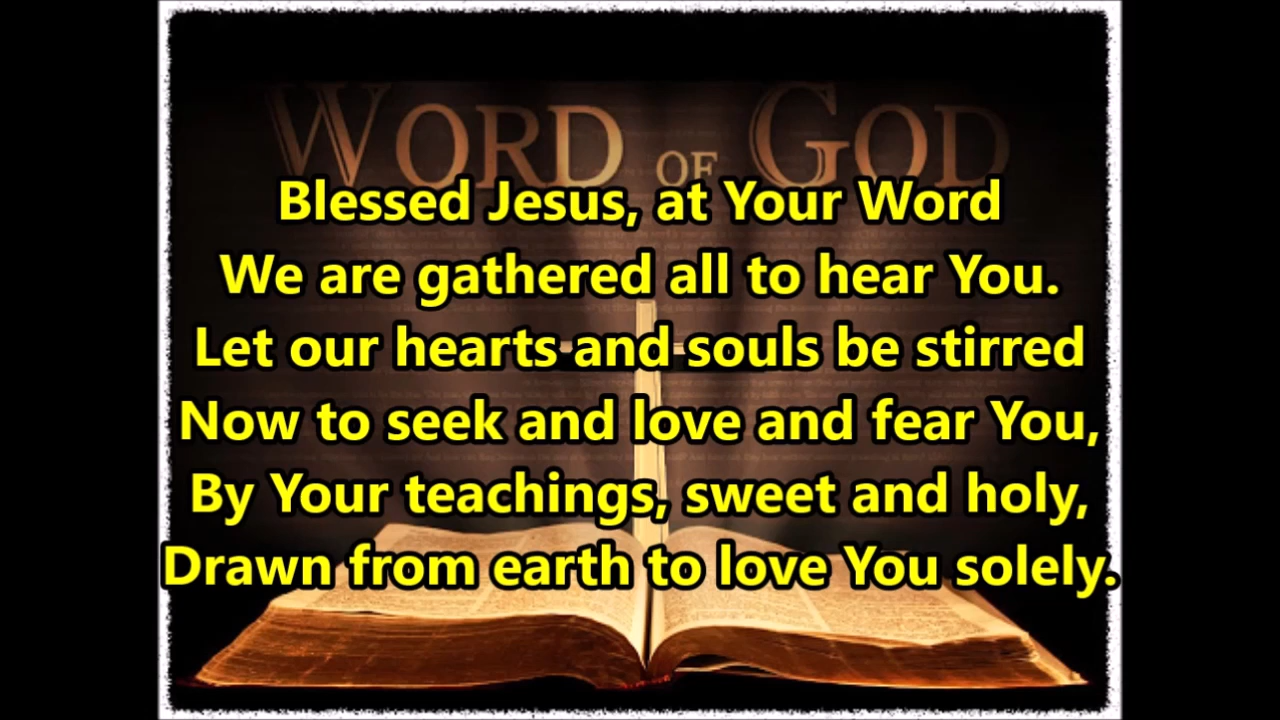 WORD OF GOD
Blessed Jesus, at Your Word
We are gathered all to hear You.
Let our hearts and souls be stirred
Now to seek and love and fear You,
By Your teachings, sweet and holy,
Drawn from earth to love You solely.